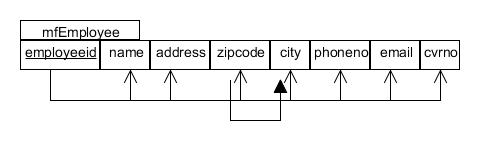 mfEmployee
employeeid name address zipcode city phoneno email cvrno